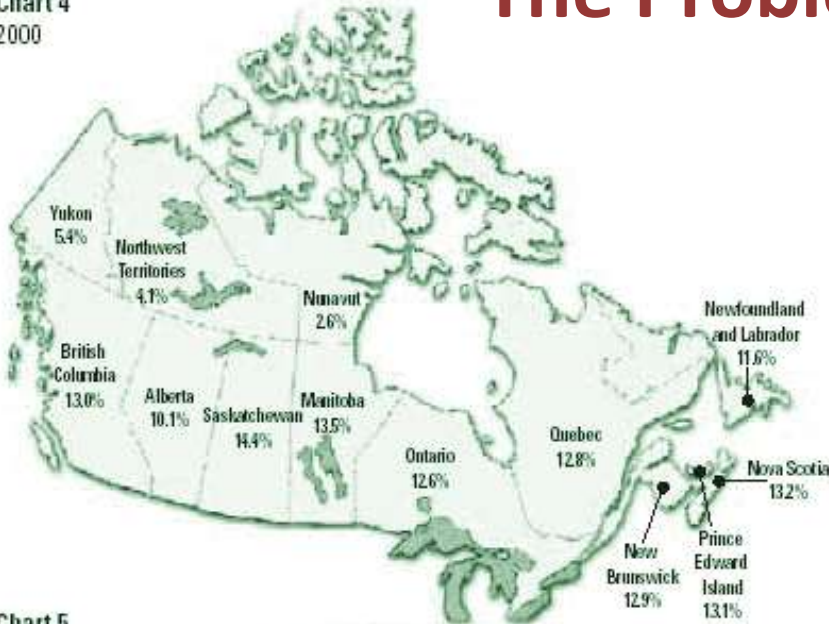 Chart 4
2000
The Proble
Yukon
5.4%
Northwest
Territories
4.1%
Nunavut
2.6%
British
Columbia
13.0%
Alberta
10.1%
Saskatchewan
14.4%
Manitoba
13.5%
Ontario
12.6%
Quebec
12.8%
Newfoundland
and Labrador
11.6%
Nova Scotia
13.2%
New
Brunswick
12.9%
Prince
Edward
Island
13.1%
Chart 5